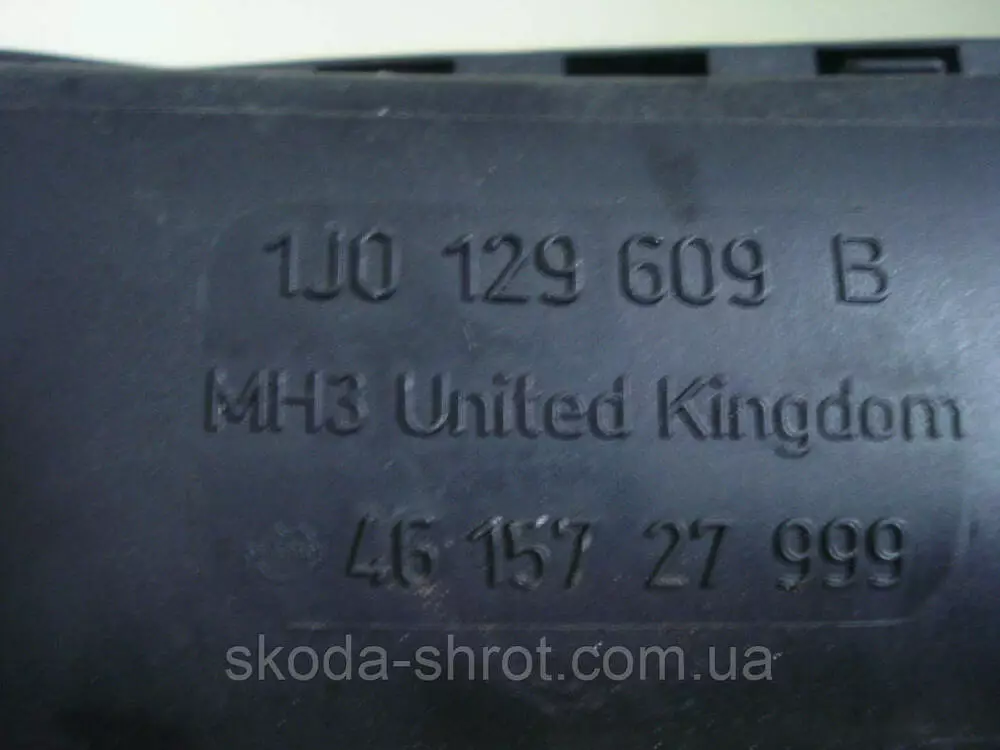 1J0 129 609 B
MH3 United Kingdom
46 157 27 999
skoda-shrot.com.ua